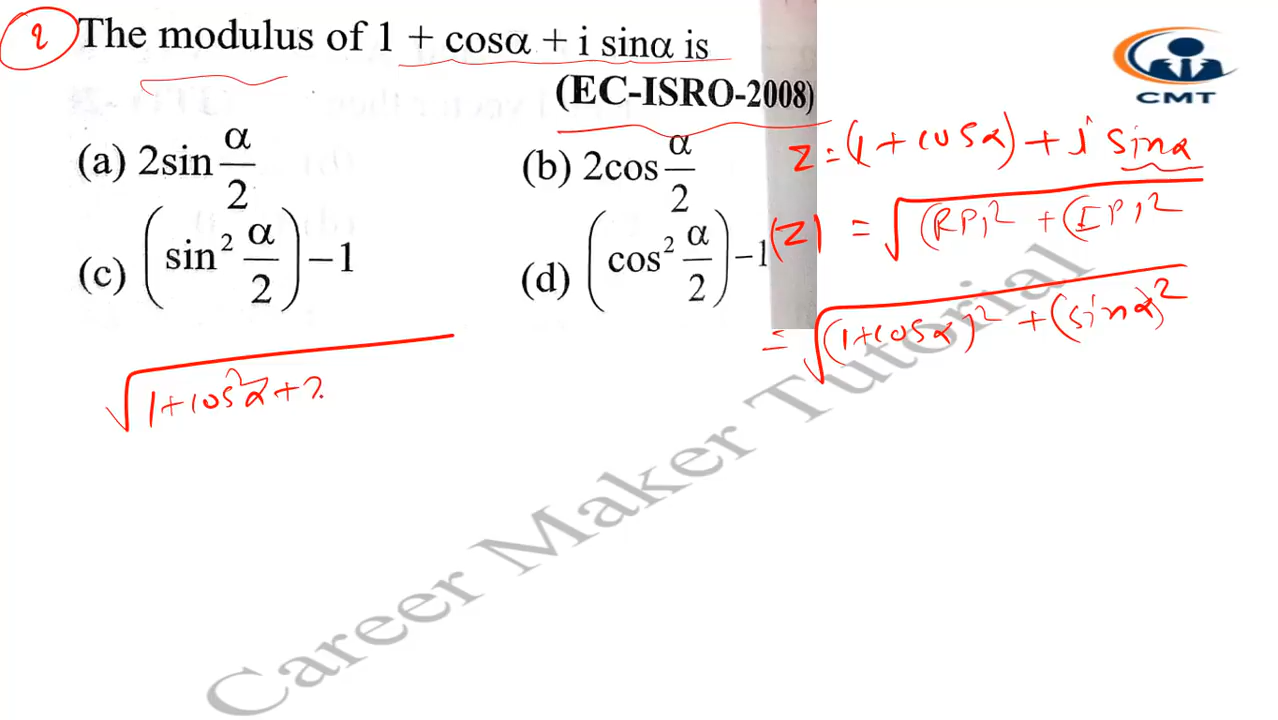 2 The modulus of 1 + cosα + i sinα is
(EC-ISRO-2008)
CMT
(a) 2sin α/2
(b) 2cos α/2
(c) (sin² α/2) −1
(d) (cos² α/2) −1
z = (1 + cosα) + i sinα
(z) = √(RP)² + (IP)²
= √(1+cosα)² + (sinα)²
√1+cos²α+2
Career Maker Tutorial